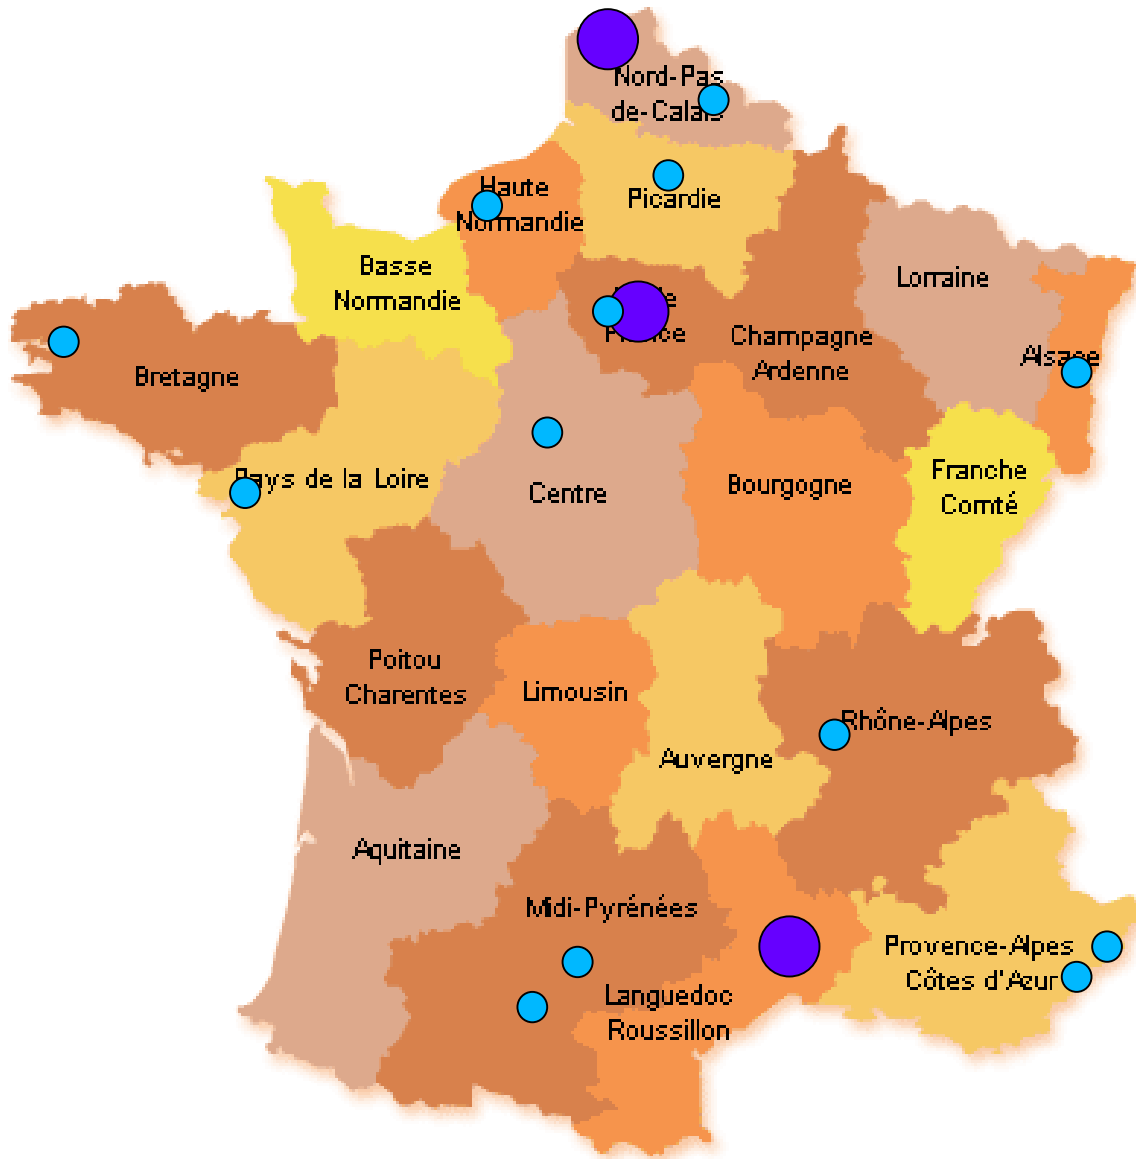 Nord-Pas
de-Calais
Haute
Normandie
Picardie
Basse
Normandie
Lorraine
Champagne
Ardenne
Alsace
Bretagne
Pays de la Loire
Centre
Bourgogne
Franche
Comté
Poitou
Charentes
Limousin
Rhône-Alpes
Auvergne
Aquitaine
Midi-Pyrénées
Provence-Alpes
Côtes d'Azur
Languedoc
Roussillon